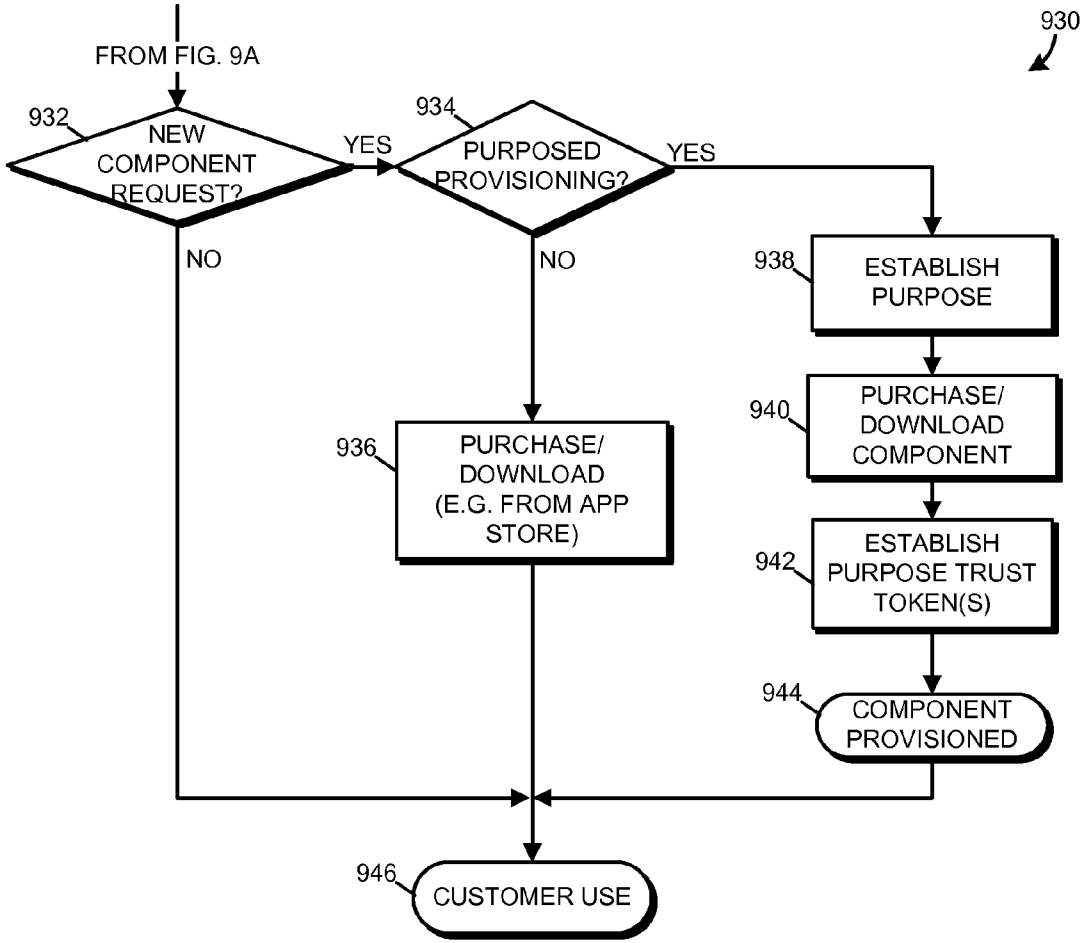 930
FROM FIG. 9A
932
NEW
COMPONENT
REQUEST?
YES
NO
934
PURPOSED
PROVISIONING?
YES
NO
936
PURCHASE/
DOWNLOAD
(E.G. FROM APP
STORE)
938
ESTABLISH
PURPOSE
940
PURCHASE/
DOWNLOAD
COMPONENT
942
ESTABLISH
PURPOSE TRUST
TOKEN(S)
944
COMPONENT
PROVISIONED
946
CUSTOMER USE